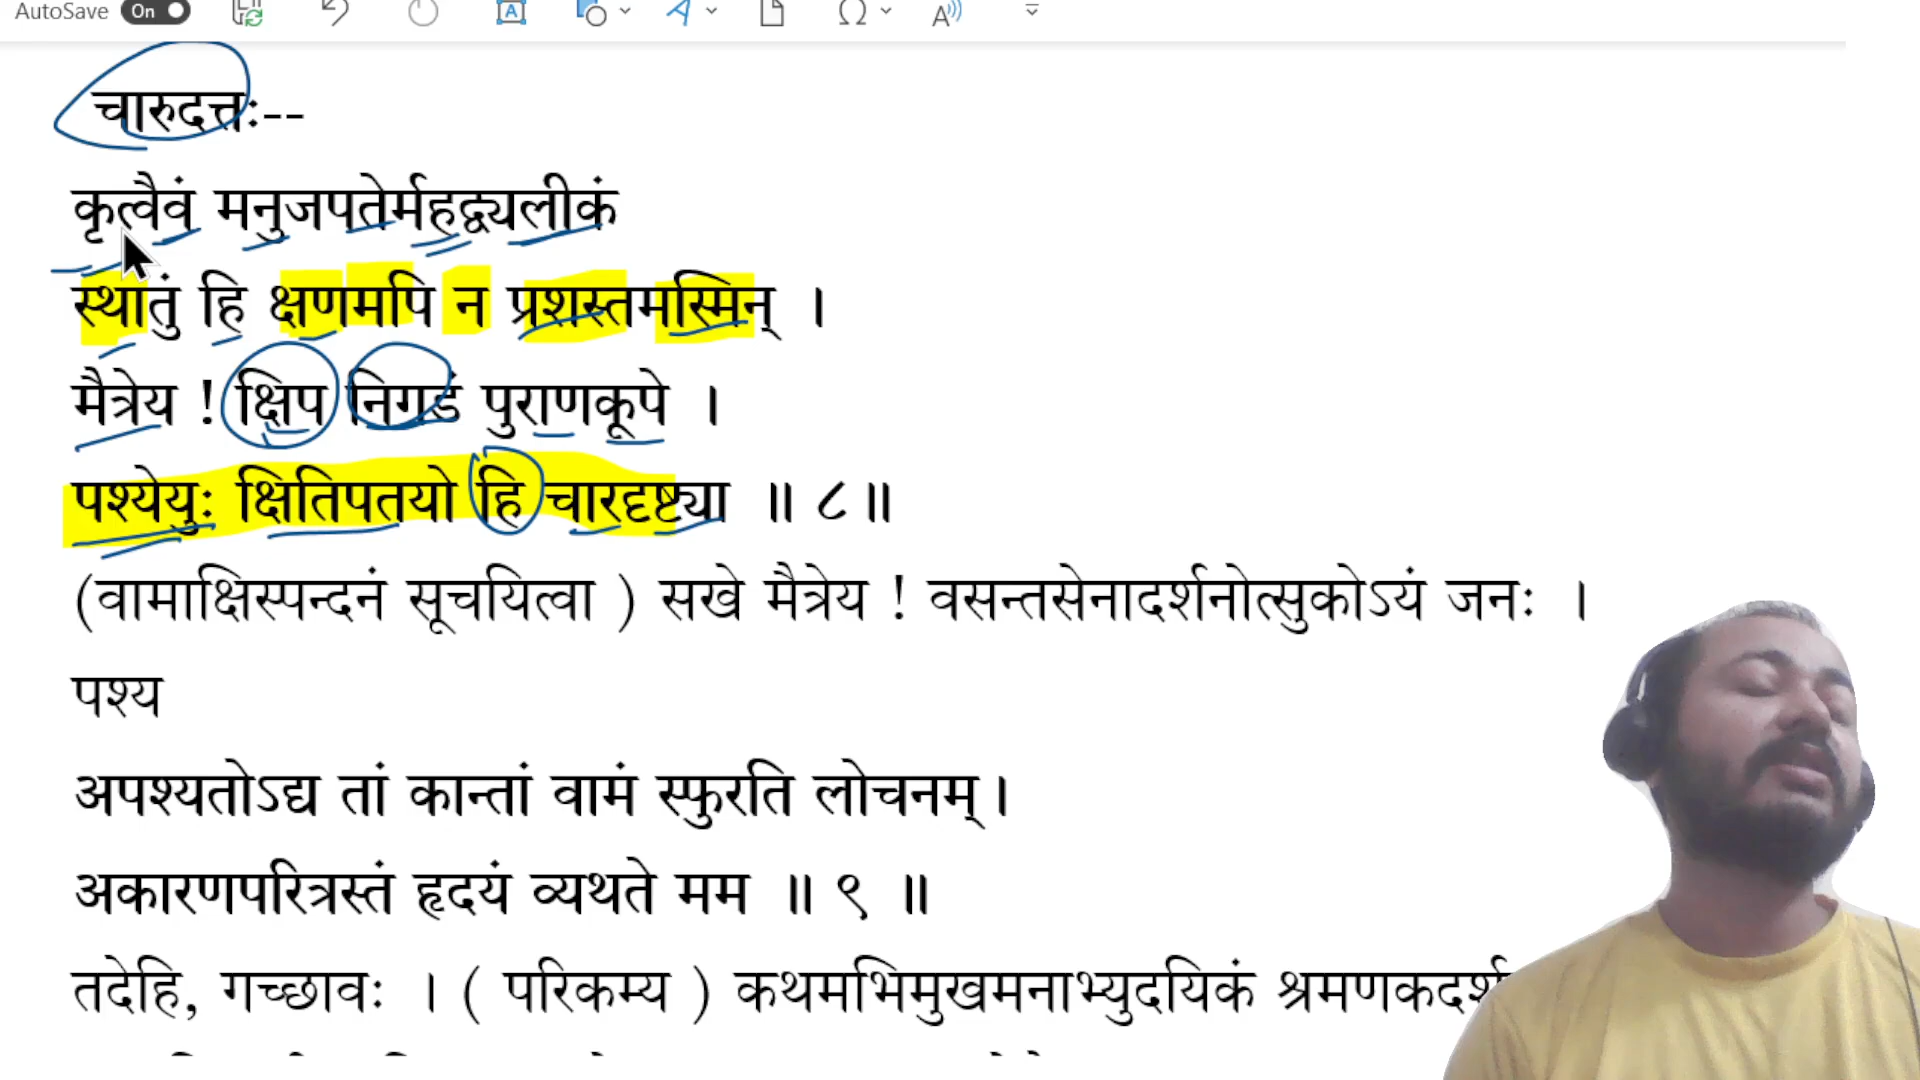 AutoSave On
चारुदत्तः--
कृत्वैवं मनुजपतेर्महद्व्यलीकं
स्थातुं हि क्षणमपि न प्रशस्तमस्मिन् ।
मैत्रेय ! क्षिप निगडं पुराणकूपे ।
पश्येयुः क्षितिपतयो हि चारदृष्ट्या ॥ ८॥
(वामाक्षिस्पन्दनं सूचयित्वा ) सखे मैत्रेय ! वसन्तसेनादर्शनोत्सुकोऽयं जनः ।
पश्य
अपश्यतोऽद्य तां कान्तां वामं स्फुरति लोचनम्।
अकारणपरित्रस्तं हृदयं व्यथते मम ॥ ९ ॥
तदेहि, गच्छावः । ( परिकम्य ) कथमभिमुखमनाभ्युदयिकं